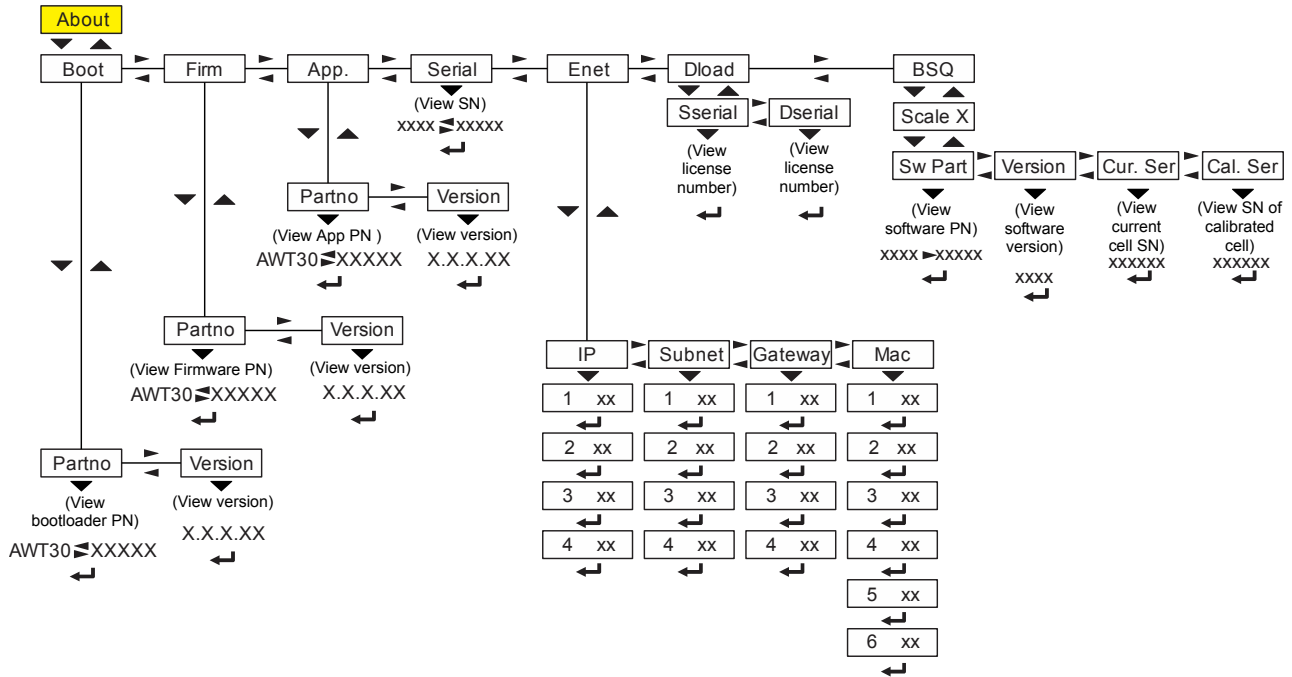 About
Boot Firm App. Serial Enet Dload BSQ
(View SN)
xxxx xxxxx
Sserial Dserial
(View
license
number)
(View
license
number)
Scale X
Sw Part Version Cur. Ser Cal. Ser
(View
software PN)
xxxx xxxxx
(View
software
version)
xxxx
(View
current
cell SN)
xxxxxx
(View SN of
calibrated
cell)
xxxxxx
Partno Version
(View App PN )
AWT30 XXXXX
(View version)
X.X.X.XX
Partno Version
(View Firmware PN)
AWT30 XXXXX
(View version)
X.X.X.XX
Partno Version
(View
bootloader PN)
AWT30 XXXXX
(View version)
X.X.X.XX
IP Subnet Gateway Mac
1 xx 1 xx 1 xx 1 xx
2 xx 2 xx 2 xx 2 xx
3 xx 3 xx 3 xx 3 xx
4 xx 4 xx 4 xx 4 xx
5 xx
6 xx